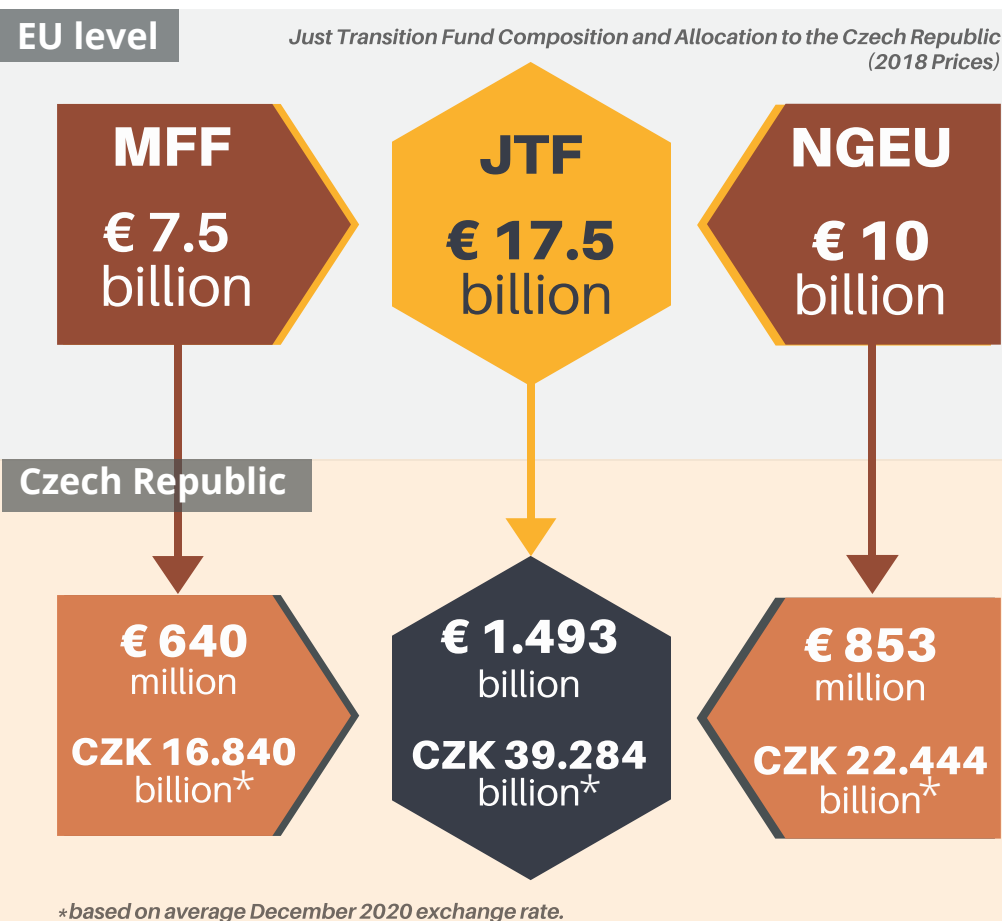 EU level
Just Transition Fund Composition and Allocation to the Czech Republic
(2018 Prices)
MFF
€ 7.5
billion
JTF
€ 17.5
billion
NGEU
€ 10
billion
Czech Republic
€ 640
million
CZK 16.840
billion*
€ 1.493
billion
CZK 39.284
billion*
€ 853
million
CZK 22.444
billion*
*based on average December 2020 exchange rate.